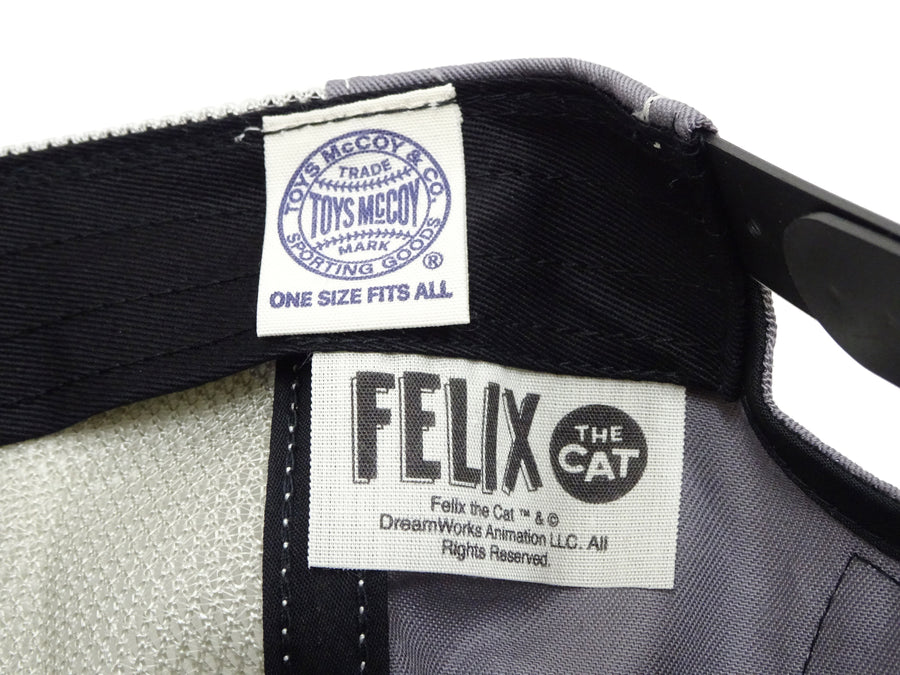 TOYS McCOY & CO.
TRADE
TOYS McCOY
MARK
SPORTING GOODS
®
ONE SIZE FITS ALL
FELIX
THE
CAT
Felix the Cat ™ & ©
DreamWorks Animation LLC. All
Rights Reserved.